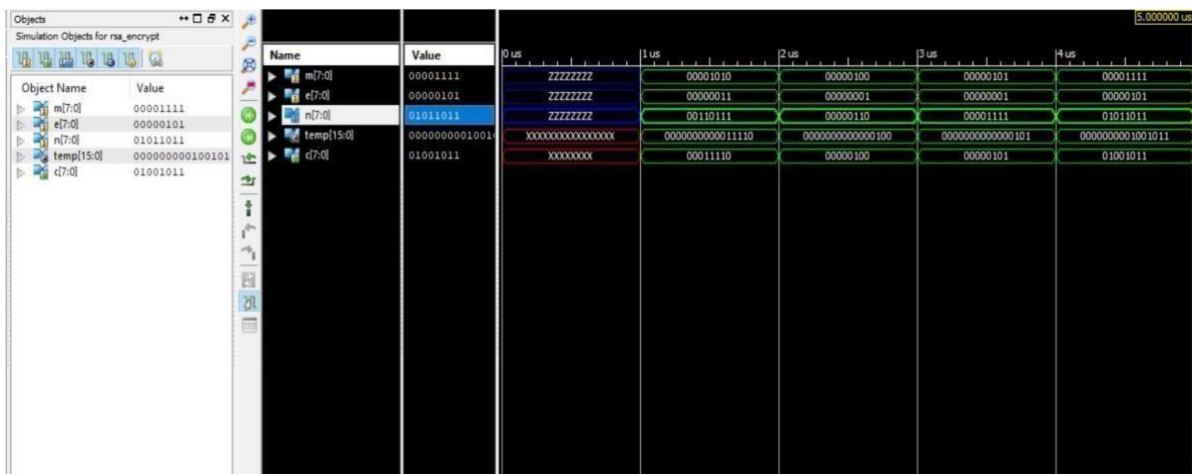 Objects
Simulation Objects for rsa_encrypt
Object Name Value
m[7:0] 00001111
e[7:0] 00000101
n[7:0] 01011011
temp[15:0] 000000000100101
c[7:0] 01001011
5.000000 us
Name Value 0 us 1 us 2 us 3 us 4 us
m[7:0] 00001111 ZZZZZZZZ 00001010 00000100 00000101 00001111
e[7:0] 00000101 ZZZZZZZZ 00000011 00000001 00000001 00000101
n[7:0] 01011011 ZZZZZZZZ 00110111 00000110 00001111 01011011
temp[15:0] 0000000001001 XXXXXXXXXXXXXXXX 0000000000011110 0000000000000100 0000000000000101 0000000001001011
c[7:0] 01001011 XXXXXXXX 00011110 00000100 00000101 01001011